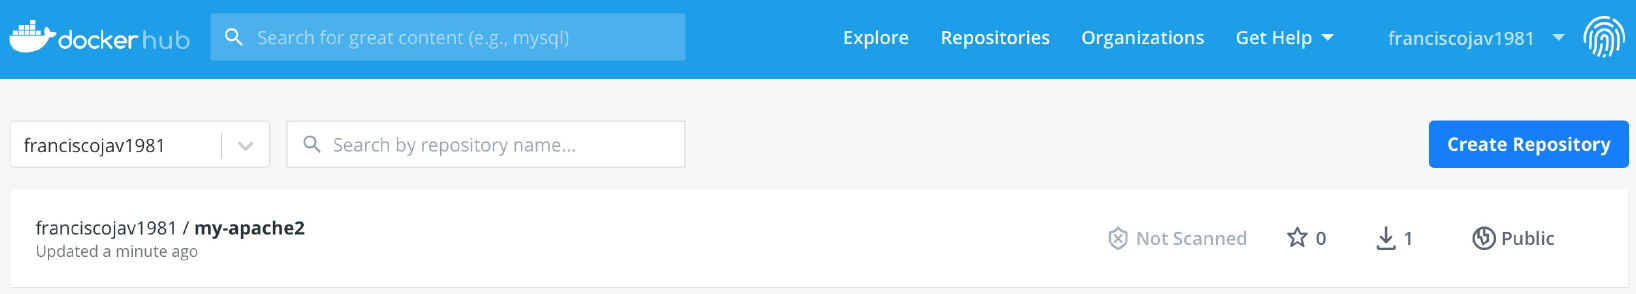 docker hub
Search for great content (e.g., mysql)
Explore
Repositories
Organizations
Get Help
franciscojav1981
franciscojav1981
Search by repository name...
Create Repository
franciscojav1981 / my-apache2
Not Scanned
0
1
Public
Updated a minute ago